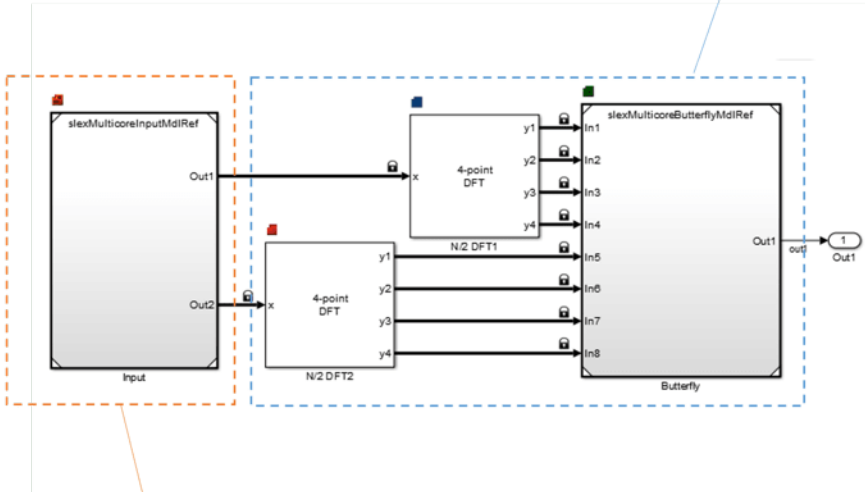 slexMulticoreInputMdlRef
Out1
Out2
Input
x
4-point
DFT
y1
y2
y3
y4
N/2 DFT1
x
4-point
DFT
y1
y2
y3
y4
N/2 DFT2
slexMulticoreButterflyMdlRef
In1
In2
In3
In4
In5
In6
In7
In8
Out1
Butterfly
out1
1
Out1